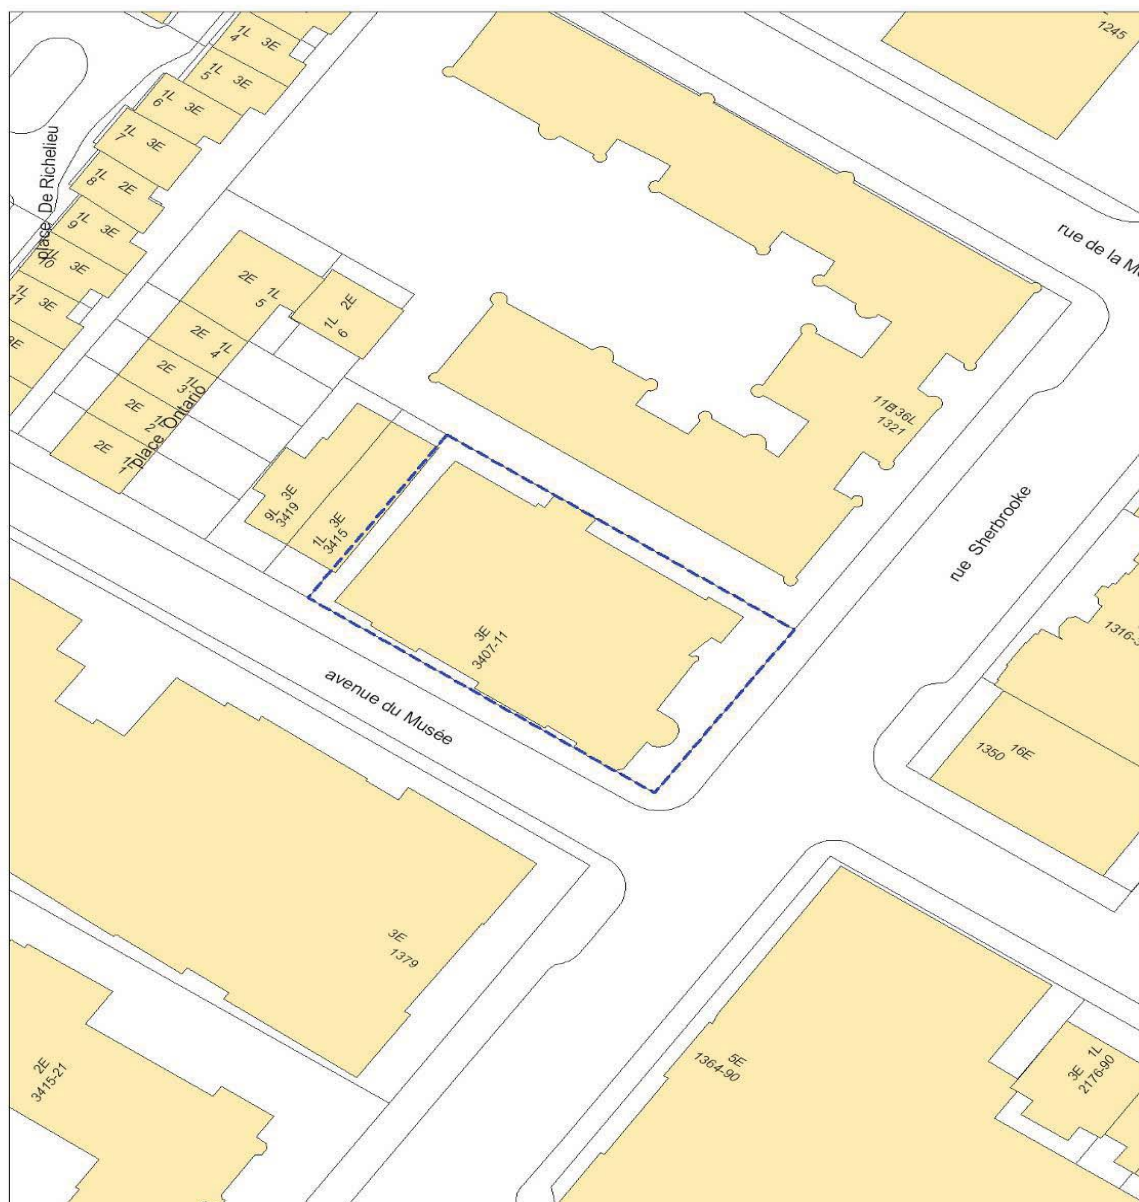 1245
1L 3E
4
1L 3E
5
1L 3E
6
1L 3E
7
1L 2E
8
1L 3E
9
1L 3E
10
1L 3E
11
3E
place De Richelieu
rue de la M
2E 1L
5
2E
1L
6
2E 1L
4
2E 1L
3
2E
2
2E
1
place Ontario
11B 36L
1321
9L 3E
3419
1L 3E
3415
3E
3407-11
rue Sherbrooke
1316-3
avenue du Musée
16E
1350
3E
1379
2E
3415-21
5E
1364-90
3E 1L
2176-90